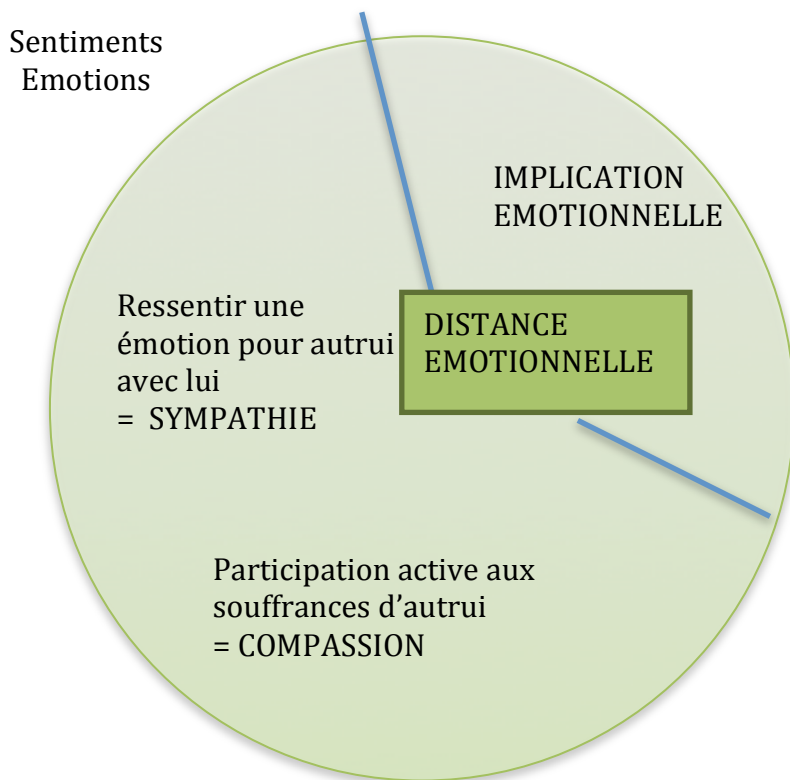 Sentiments
Emotions
IMPLICATION
EMOTIONNELLE
Ressentir une
émotion pour autrui
avec lui
= SYMPATHIE
DISTANCE
EMOTIONNELLE
Participation active aux
souffrances d’autrui
= COMPASSION